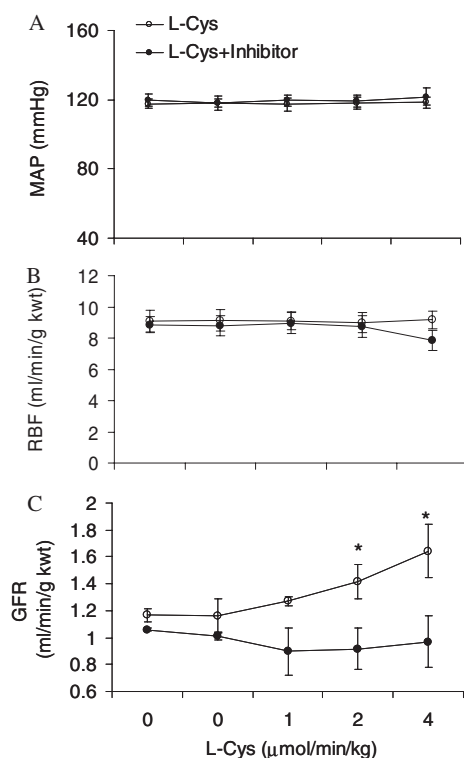 A
L-Cys
L-Cys+Inhibitor
160
120
80
40
MAP (mmHg)
B
12
10
8
6
4
2
0
RBF (ml/min/g kwt)
C
2
1.8
1.6
1.4
1.2
1
0.8
0.6
GFR
(ml/min/g kwt)
*
*
0 0 1 2 4
L-Cys (μmol/min/kg)